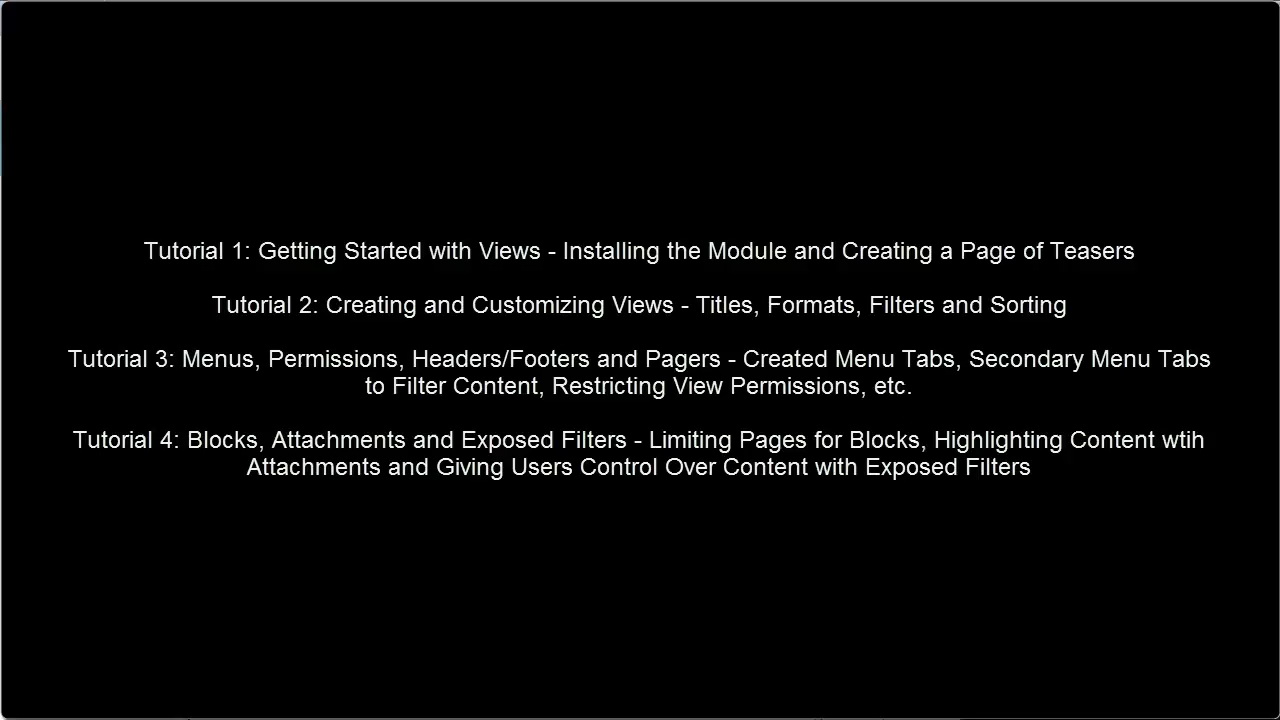 Tutorial 1: Getting Started with Views - Installing the Module and Creating a Page of Teasers
Tutorial 2: Creating and Customizing Views - Titles, Formats, Filters and Sorting
Tutorial 3: Menus, Permissions, Headers/Footers and Pagers - Created Menu Tabs, Secondary Menu Tabs
to Filter Content, Restricting View Permissions, etc.
Tutorial 4: Blocks, Attachments and Exposed Filters - Limiting Pages for Blocks, Highlighting Content wtih
Attachments and Giving Users Control Over Content with Exposed Filters